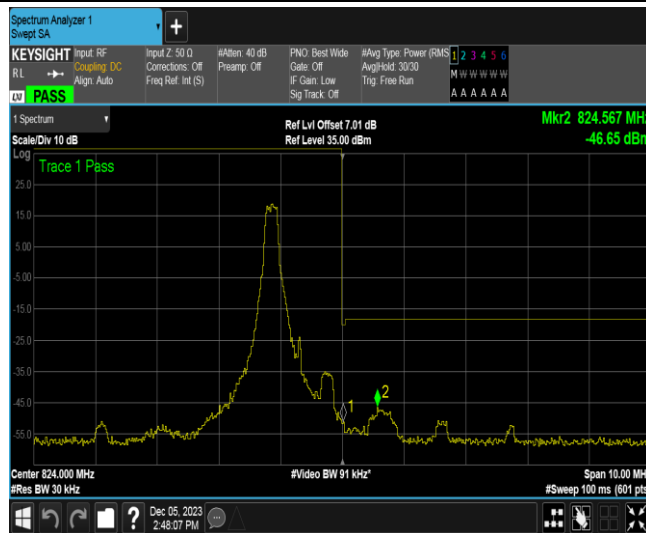 Spectrum Analyzer 1
Swept SA
+
KEYSIGHT
RL
LXI
PASS
Input: RF
Coupling: DC
Align: Auto
Input Z: 50 Ω
Corrections: Off
Freq Ref: Int (S)
#Atten: 40 dB
Preamp: Off
PNO: Best Wide
Gate: Off
IF Gain: Low
Sig Track: Off
#Avg Type: Power (RMS
Avg|Hold: 30/30
Trig: Free Run
1 2 3 4 5 6
M W W W W W
A A A A A A
1 Spectrum
Scale/Div 10 dB
Log
Ref Lvl Offset 7.01 dB
Ref Level 35.00 dBm
Mkr2 824.567 MHz
-46.65 dBm
Trace 1 Pass
25.0
15.0
5.00
-5.00
-15.0
-25.0
-35.0
-45.0
-55.0
1
2
Center 824.000 MHz
#Res BW 30 kHz
#Video BW 91 kHz*
Span 10.00 MH
#Sweep 100 ms (601 pts
?
Dec 05, 2023
2:48:07 PM